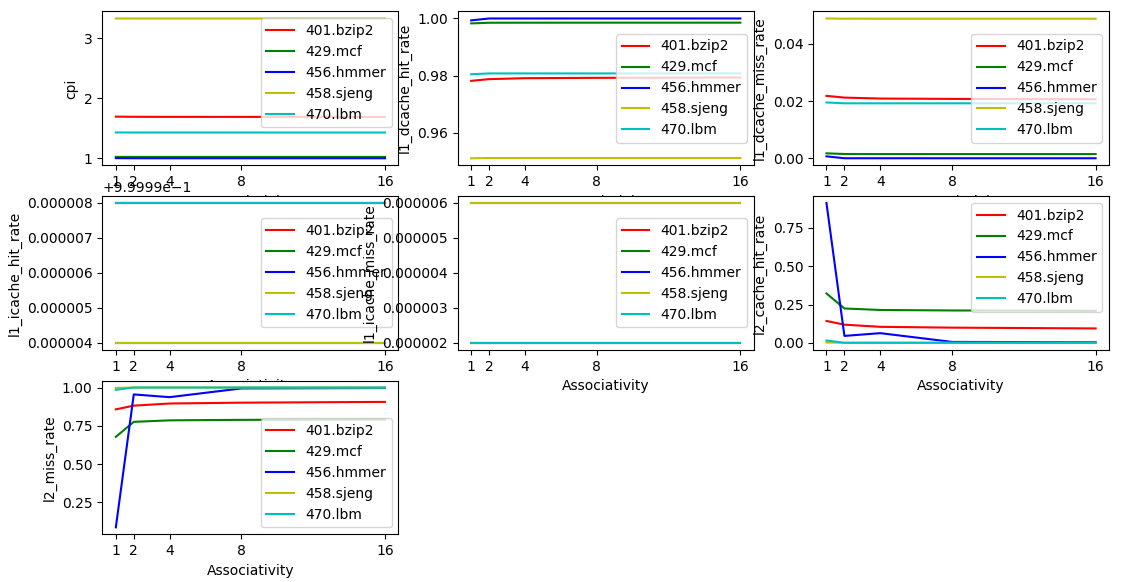 3
2
1
cpi
401.bzip2
429.mcf
456.hmmer
458.sjeng
470.lbm
1 2 4 8 16
1.00
0.98
0.96
l1_dcache_hit_rate
401.bzip2
429.mcf
456.hmmer
458.sjeng
470.lbm
1 2 4 8 16
0.04
0.02
0.00
l1_dcache_miss_rate
401.bzip2
429.mcf
456.hmmer
458.sjeng
470.lbm
1 2 4 8 16
+9.9999e−1
0.000008
0.000007
0.000006
0.000005
0.000004
l1_icache_hit_rate
401.bzip2
429.mcf
456.hmmer
458.sjeng
470.lbm
1 2 4 8 16
0.000006
0.000005
0.000004
0.000003
0.000002
l1_icache_miss_rate
401.bzip2
429.mcf
456.hmmer
458.sjeng
470.lbm
1 2 4 8 16
Associativity
0.75
0.50
0.25
0.00
l2_cache_hit_rate
401.bzip2
429.mcf
456.hmmer
458.sjeng
470.lbm
1 2 4 8 16
Associativity
1.00
0.75
0.50
0.25
l2_miss_rate
401.bzip2
429.mcf
456.hmmer
458.sjeng
470.lbm
1 2 4 8 16
Associativity